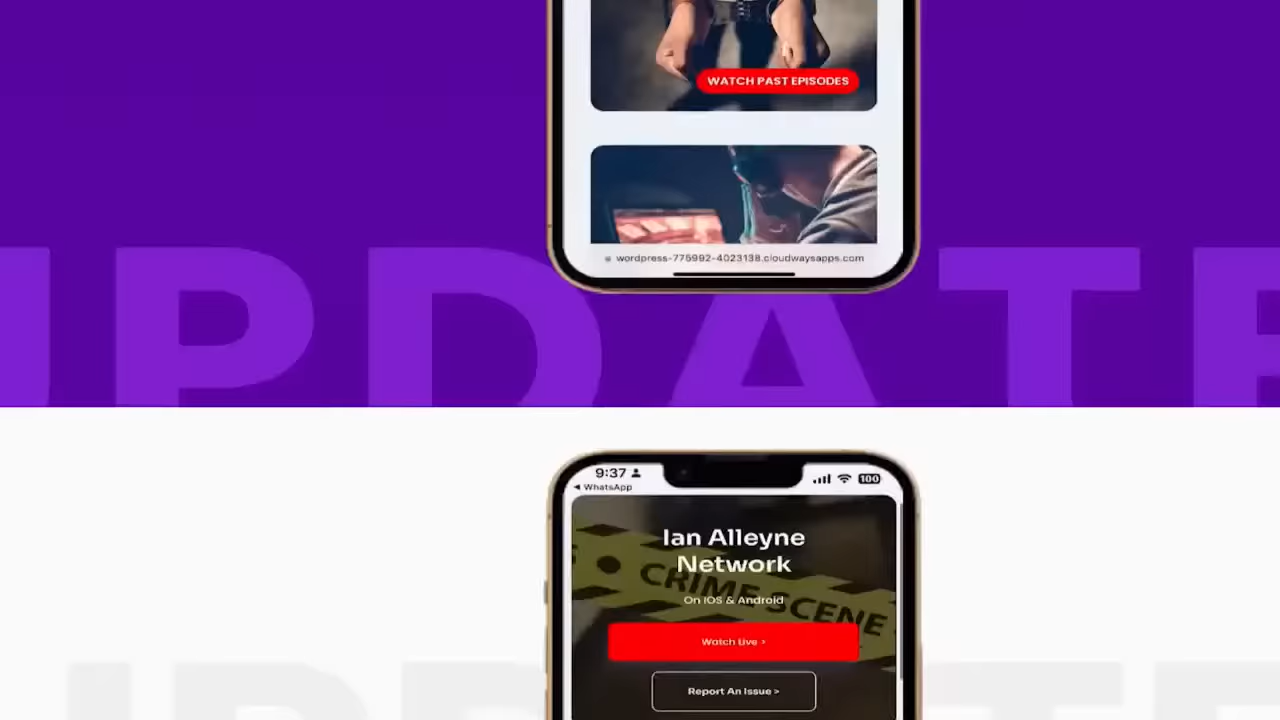 WATCH PAST EPISODES
wordpress-775992-4023138.cloudwaysapps.com
UPDATE
9:37
100
◀ WhatsApp
Ian Alleyne
Network
CRIME SCENE
On IOS & Android
Watch Live >
Report An Issue >
UPDATE